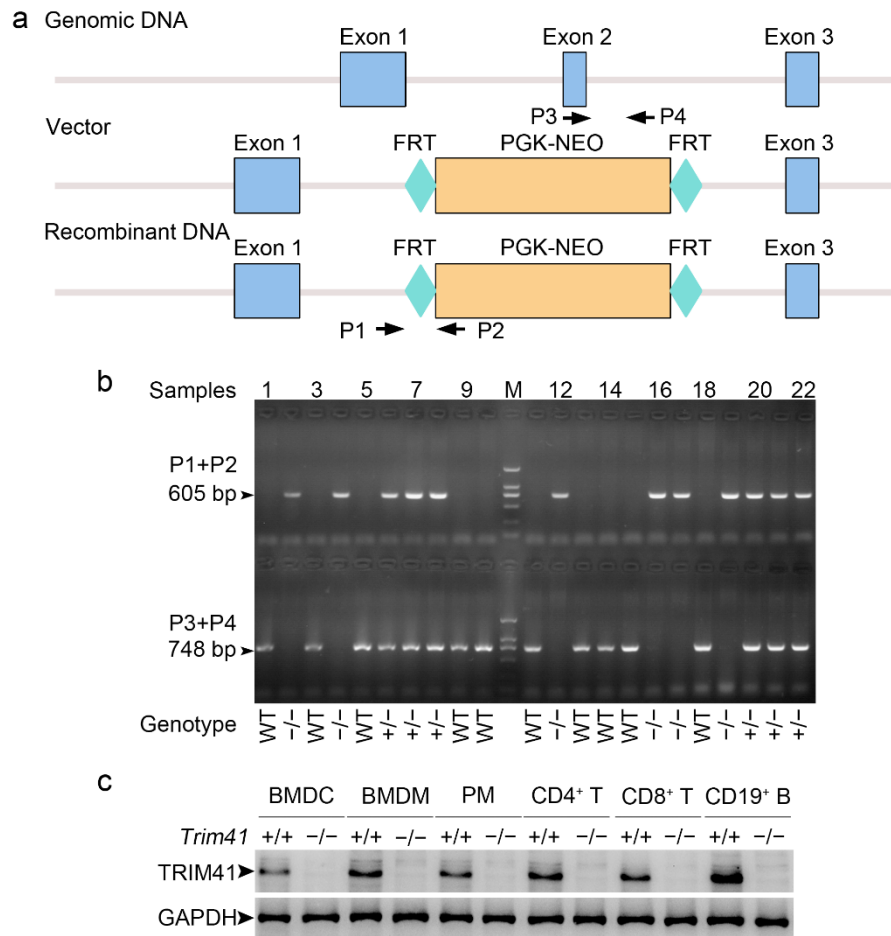 a Genomic DNA
Exon 1 Exon 2 Exon 3
P3 P4
Vector
Exon 1 FRT PGK-NEO FRT Exon 3
Recombinant DNA
Exon 1 FRT PGK-NEO FRT Exon 3
P1 P2
b
Samples 1 3 5 7 9 M 12 14 16 18 20 22
P1+P2
605 bp
P3+P4
748 bp
Genotype WT −/− WT −/− WT +/− +/− +/− WT WT WT −/− WT WT WT −/− −/− WT −/− +/− +/− +/−
c
BMDC BMDM PM CD4⁺ T CD8⁺ T CD19⁺ B
Trim41 +/+ −/− +/+ −/− +/+ −/− +/+ −/− +/+ −/− +/+ −/−
TRIM41
GAPDH